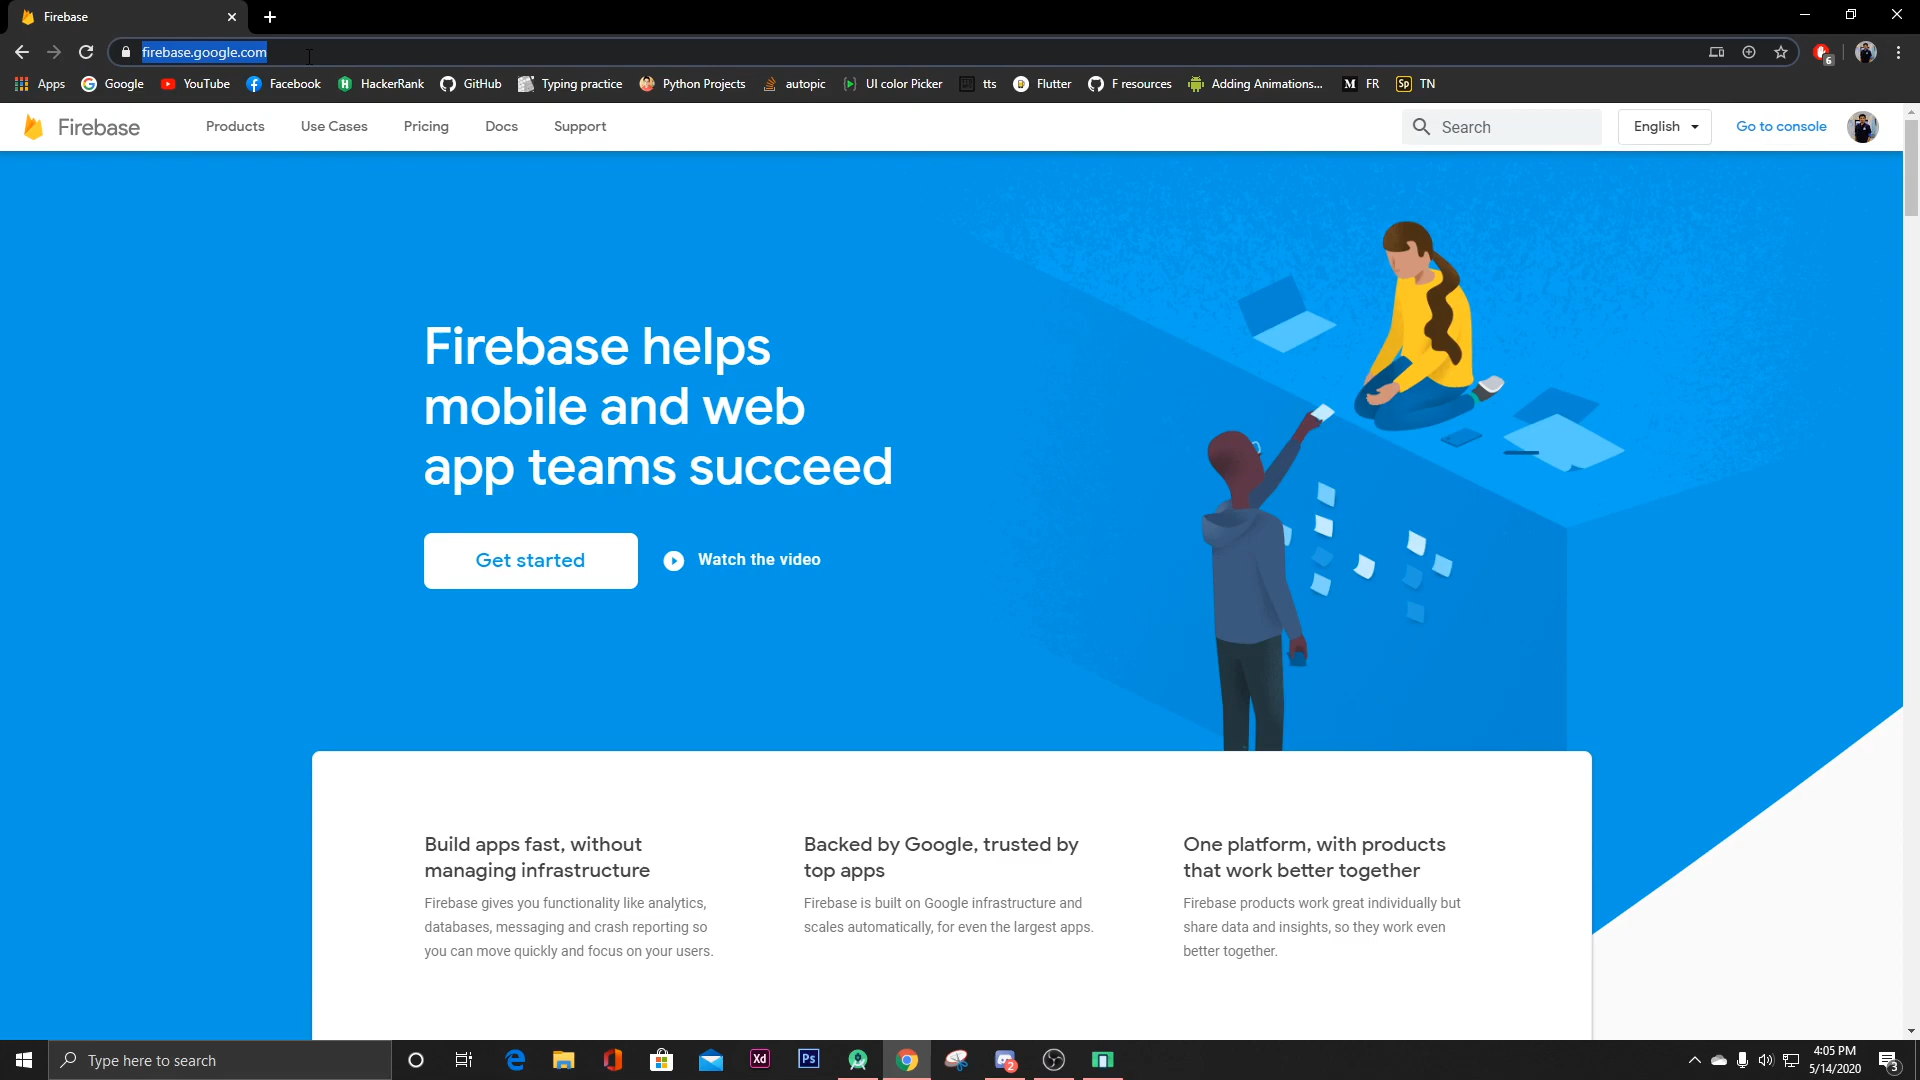 Firebase
firebase.google.com
6
Apps Google YouTube Facebook HackerRank GitHub Typing practice Python Projects autopic UI color Picker tts Flutter F resources Adding Animations... M FR Sp TN
Firebase Products Use Cases Pricing Docs Support Search English Go to console
Firebase helps
mobile and web
app teams succeed
Get started Watch the video
Build apps fast, without
managing infrastructure
Firebase gives you functionality like analytics,
databases, messaging and crash reporting so
you can move quickly and focus on your users.
Backed by Google, trusted by
top apps
Firebase is built on Google infrastructure and
scales automatically, for even the largest apps.
One platform, with products
that work better together
Firebase products work great individually but
share data and insights, so they work even
better together.
Type here to search
Xd Ps 2
4:05 PM
5/14/2020
3